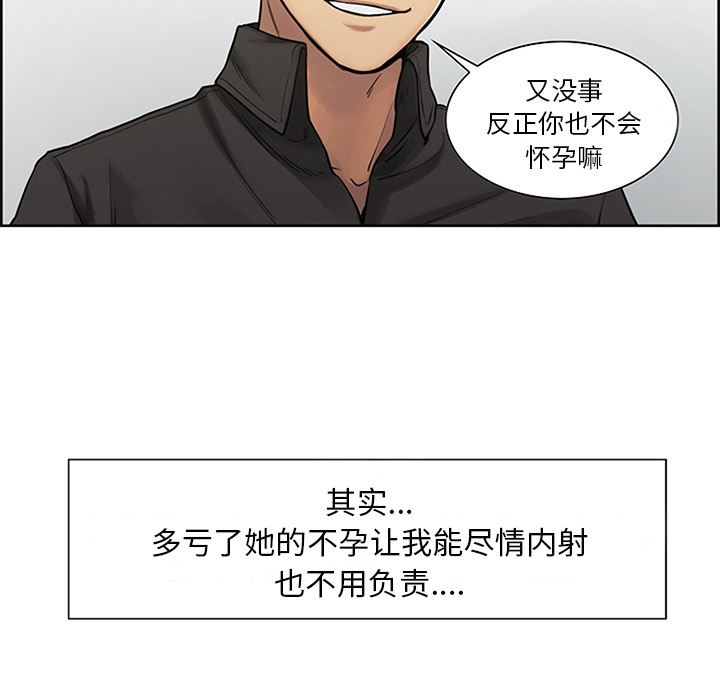 又没事
反正你也不会
怀孕嘛
其实...
多亏了她的不孕让我能尽情内射
也不用负责....